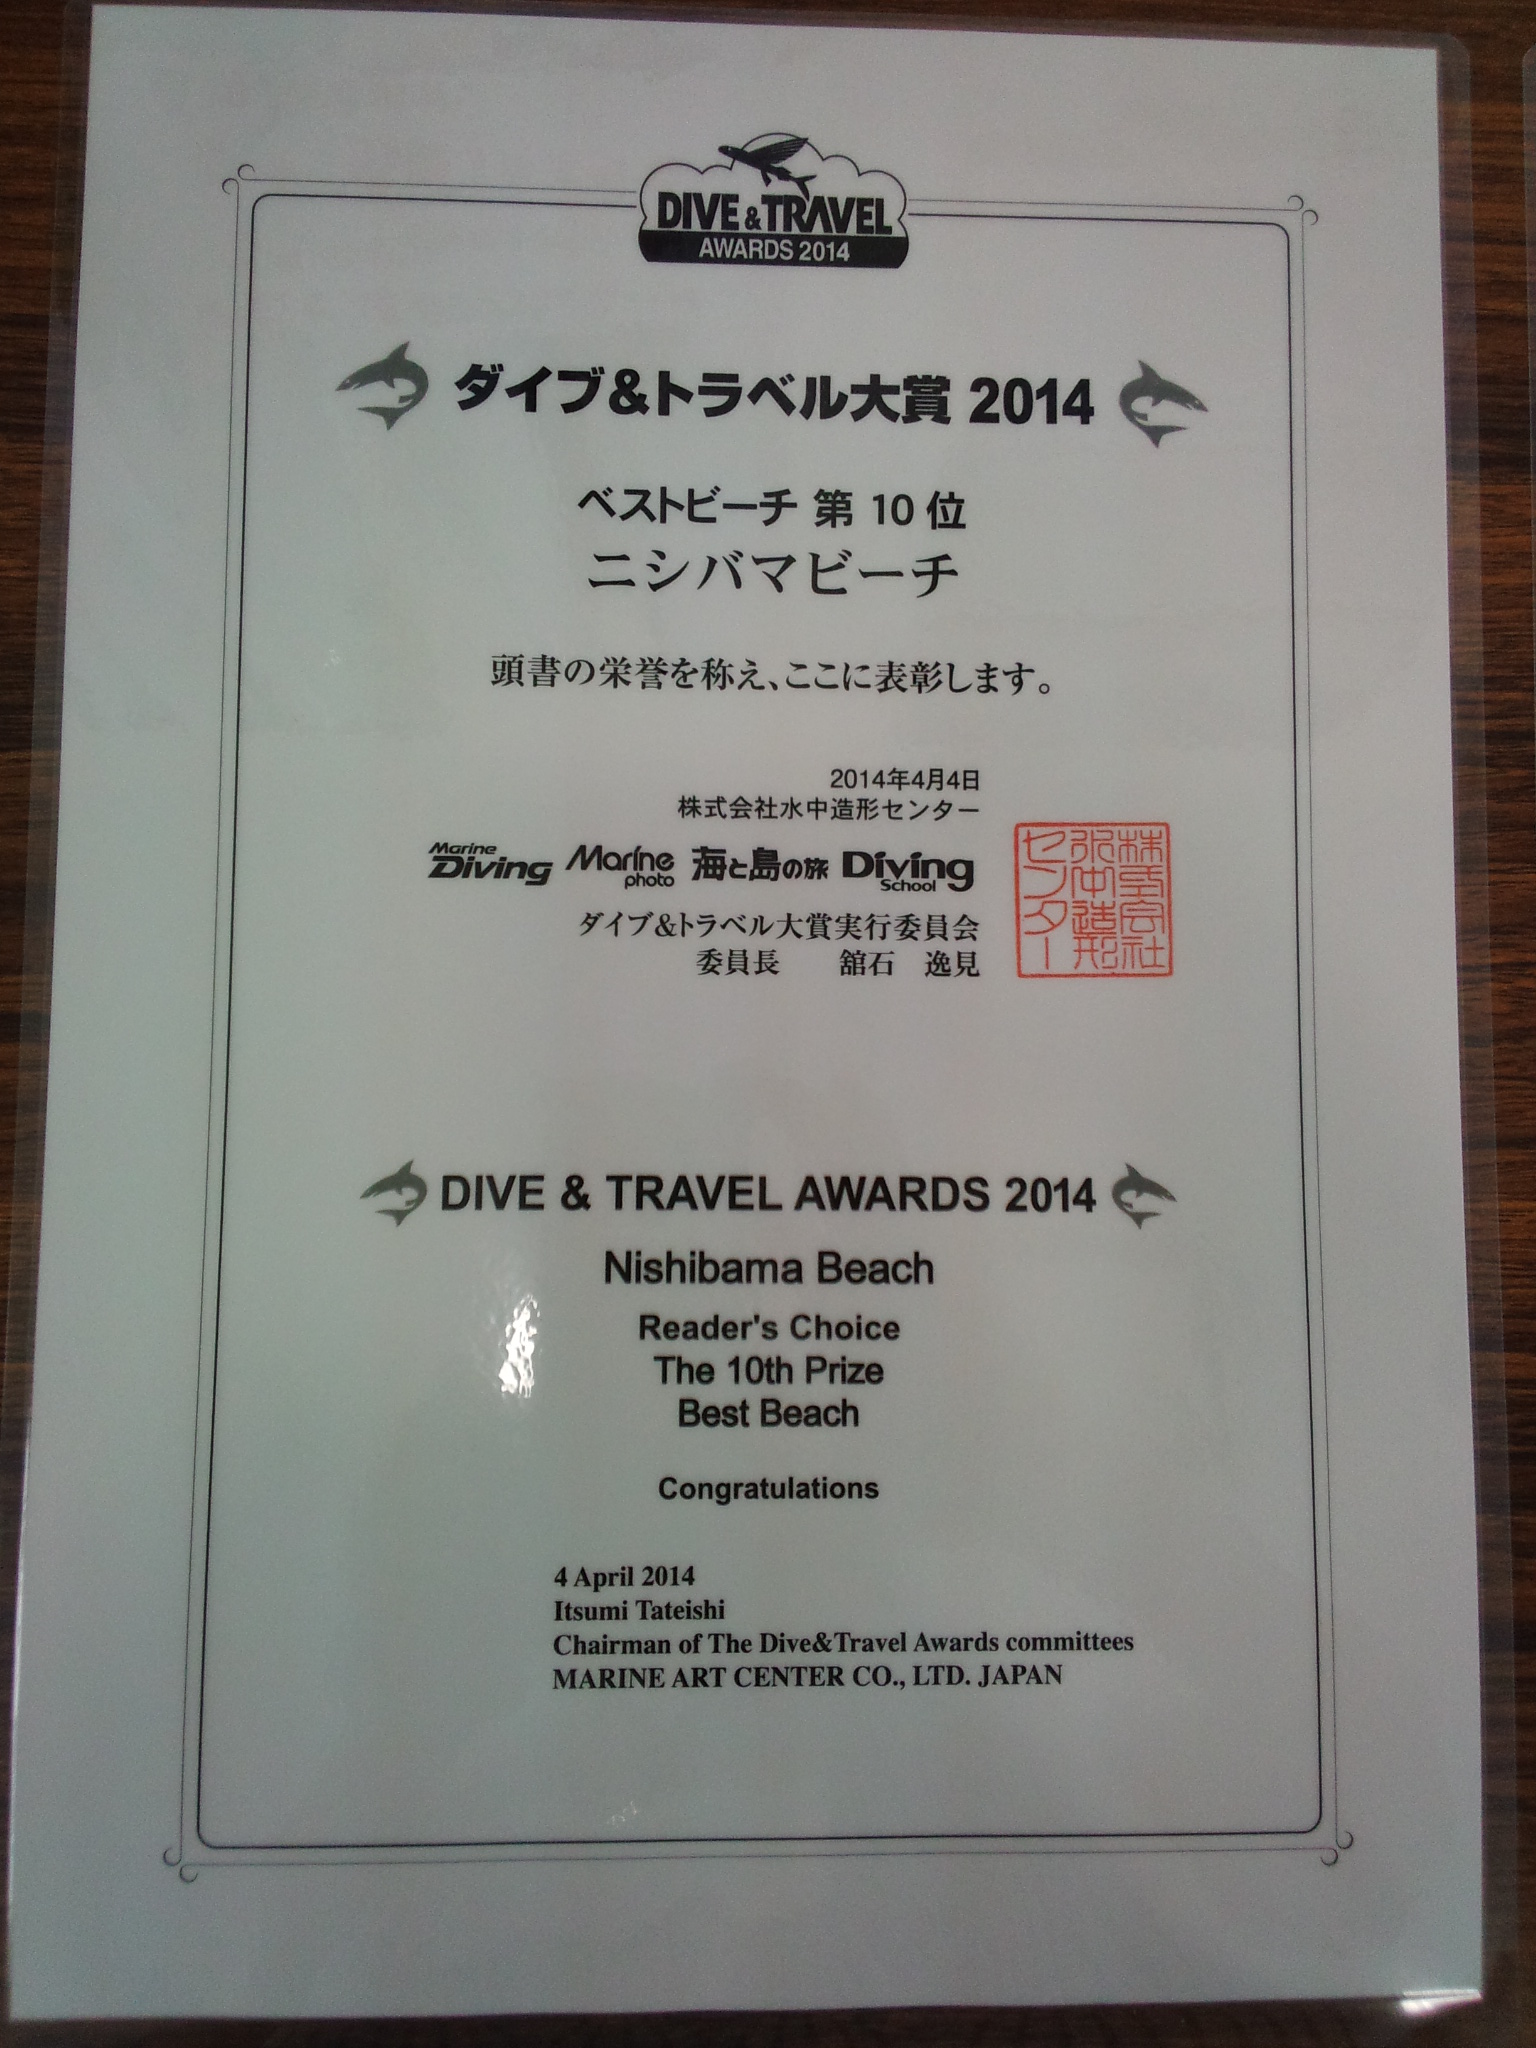 DIVE & TRAVEL
AWARDS 2014
ダイブ&トラベル大賞 2014
ベストビーチ 第 10 位
ニシバマビーチ
頭書の栄誉を称え、ここに表彰します。
2014年4月4日
株式会社水中造形センター
Marine Diving Marine photo 海と島の旅 Diving School
ダイブ&トラベル大賞実行委員会
委員長 舘石 逸見
株式会社
水中造形
センター
DIVE & TRAVEL AWARDS 2014
Nishibama Beach
Reader's Choice
The 10th Prize
Best Beach
Congratulations
4 April 2014
Itsumi Tateishi
Chairman of The Dive&Travel Awards committees
MARINE ART CENTER CO., LTD. JAPAN